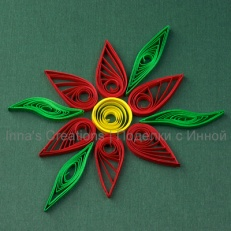 Inna's Creations | Поделки с Инной